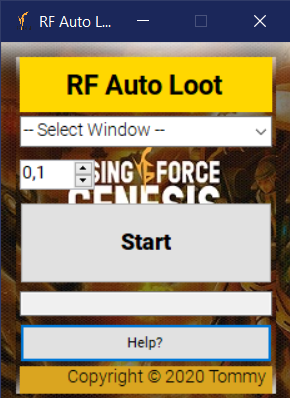 RF Auto L...
RF Auto Loot
-- Select Window --
0,1
SING FORCE
GENESIS
Start
Help?
Copyright © 2020 Tommy